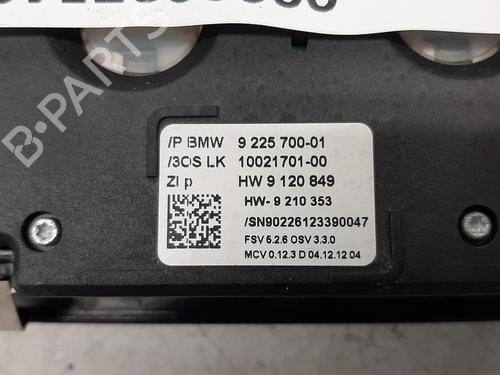 /P BMW 9 225 700-01
/3OS LK 10021701-00
ZI p HW 9 120 849
HW- 9 210 353
/SN90226123390047
FSV 5.2.6 OSV 3.3.0
MCV 0.12.3 D 04.12.12 04
B-PARTS